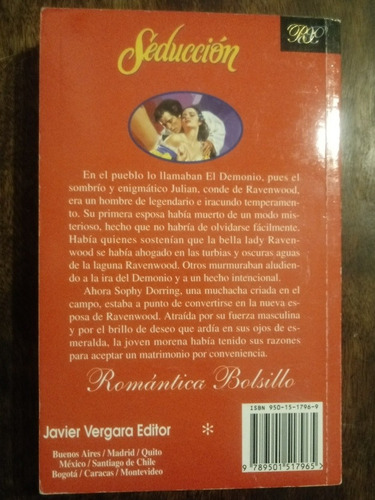 Séducción
En el pueblo lo llamaban El Demonio, pues el
sombrío y enigmático Julian, conde de Ravenwood,
era un hombre de legendario e iracundo temperamento.
Su primera esposa había muerto de un modo mis-
terioso, hecho que no habría de olvidarse fácilmente.
Había quienes sostenían que la bella lady Raven-
wood se había ahogado en las turbias y oscuras aguas
de la laguna Ravenwood. Otros murmuraban aludien-
do a la ira del Demonio y a un hecho intencional.
Ahora Sophy Dorring, una muchacha criada en el
campo, estaba a punto de convertirse en la nueva es-
posa de Ravenwood. Atraída por su fuerza masculina
y por el brillo de deseo que ardía en sus ojos de es-
meralda, la joven morena había tenido sus razones
para aceptar un matrimonio por conveniencia.
Romántica Bolsillo
Javier Vergara Editor *
Buenos Aires / Madrid / Quito
México / Santiago de Chile
Bogotá / Caracas / Montevideo
ISBN 950-15-1796-9
9 789501 517965